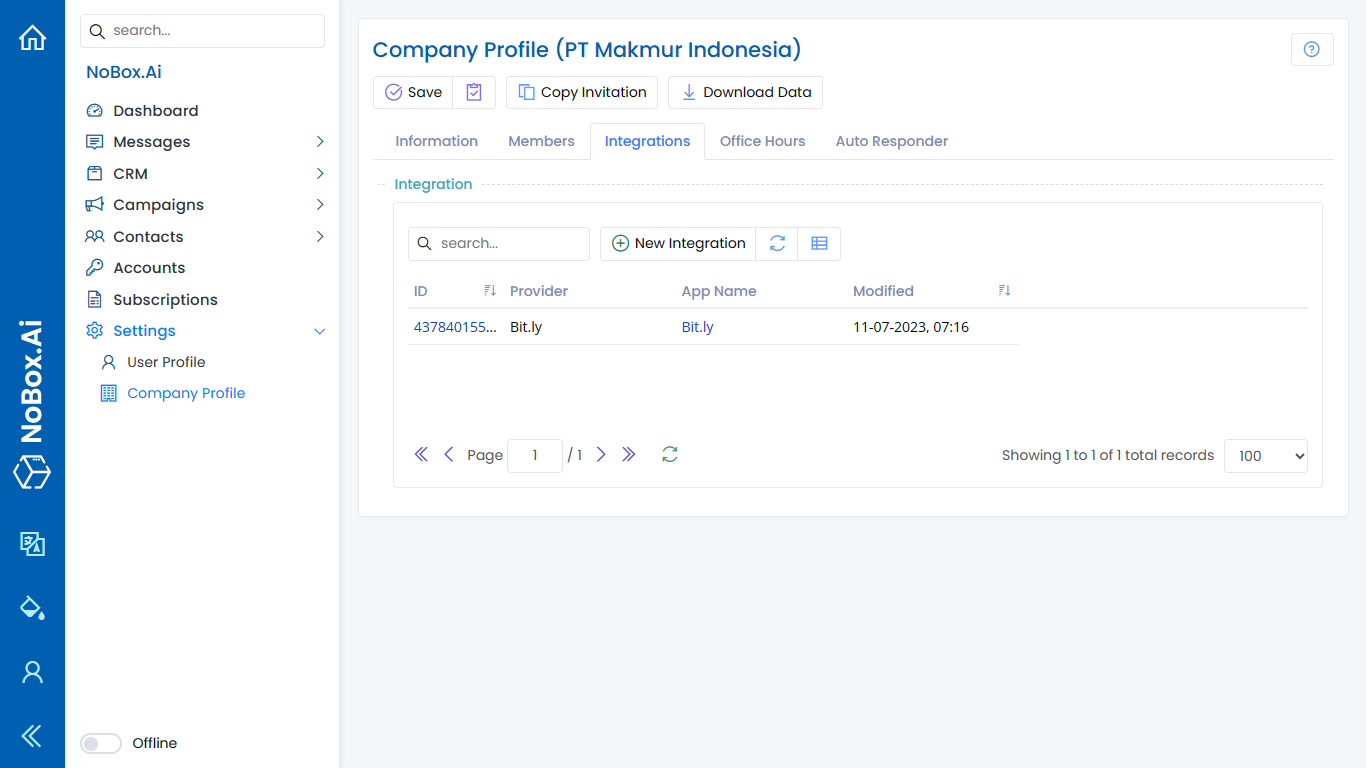 search...
NoBox.Ai
Dashboard
Messages
CRM
Campaigns
Contacts
Accounts
Subscriptions
Settings
User Profile
Company Profile
Offline
NoBox.Ai
Company Profile (PT Makmur Indonesia)
Save
Copy Invitation
Download Data
Information Members Integrations Office Hours Auto Responder
Integration
search... New Integration
ID Provider App Name Modified
437840155... Bit.ly Bit.ly 11-07-2023, 07:16
Page 1 / 1 Showing 1 to 1 of 1 total records 100